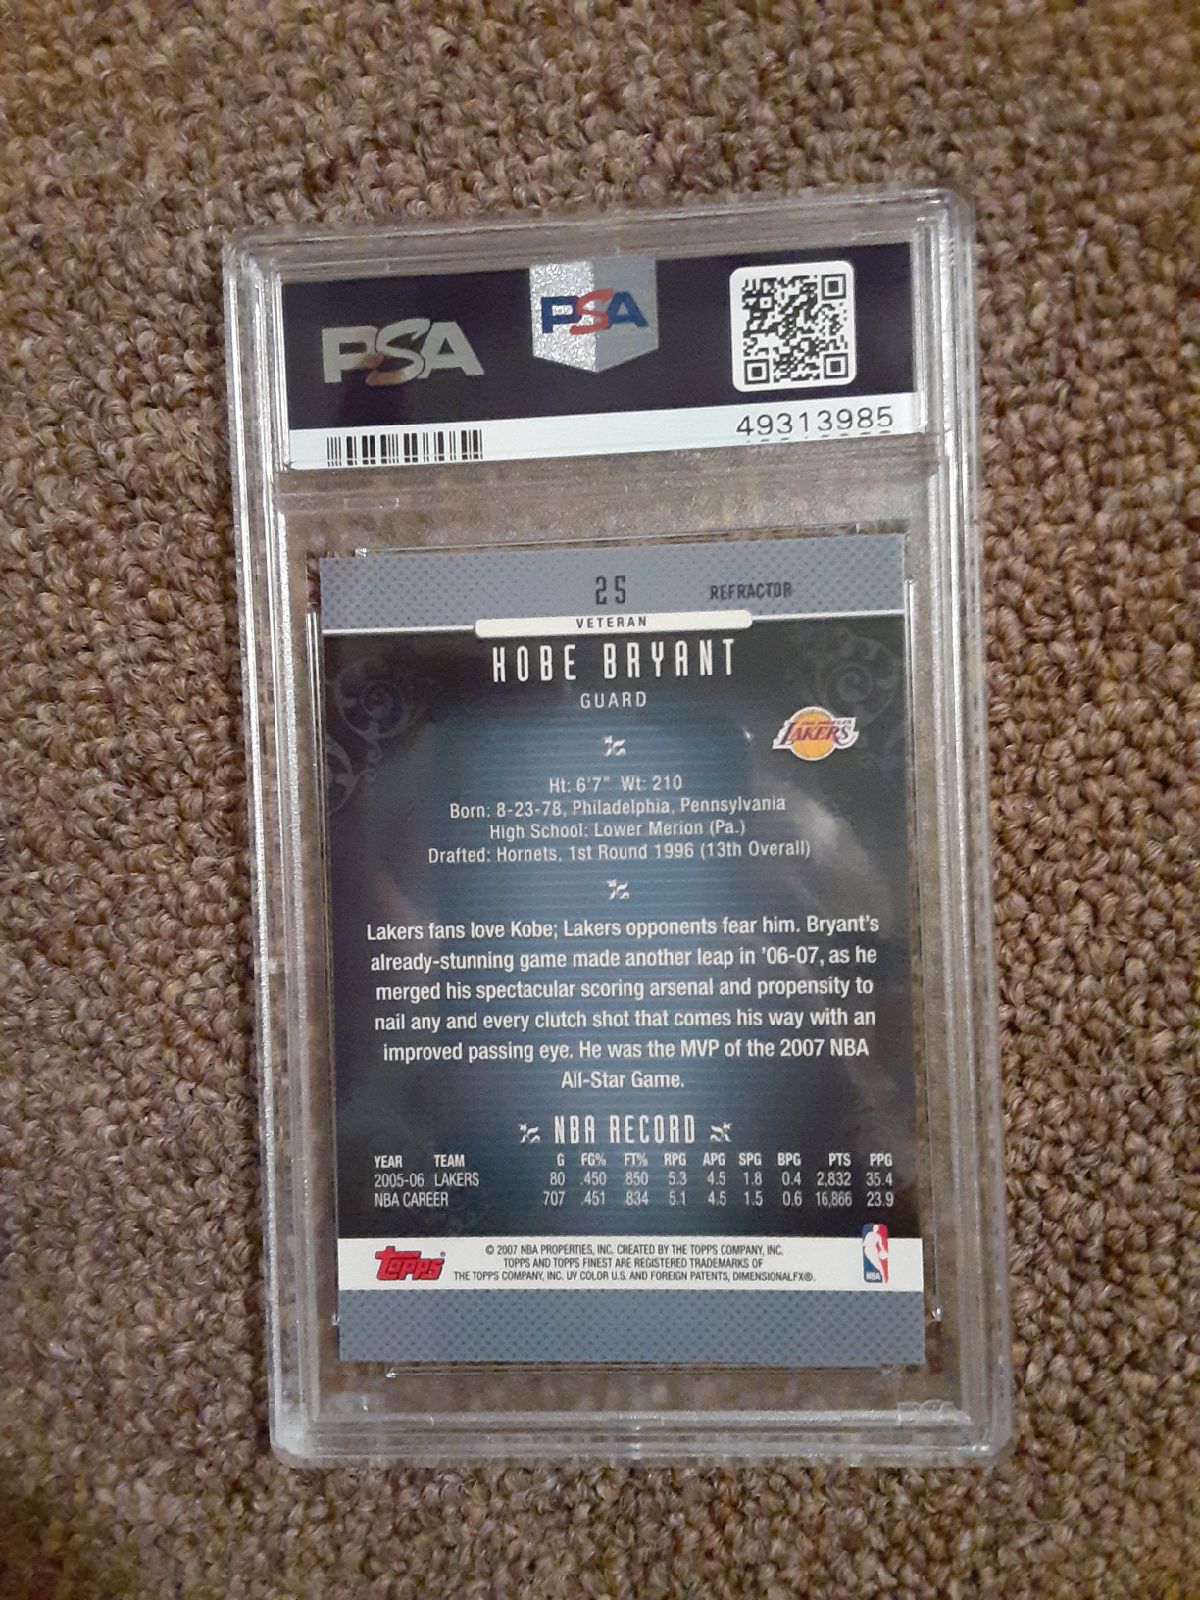 PSA PSA
49313985
25 REFRACTOR
VETERAN
KOBE BRYANT
GUARD
LOS ANGELES
LAKERS
Ht: 6'7" Wt: 210
Born: 8-23-78, Philadelphia, Pennsylvania
High School: Lower Merion (Pa.)
Drafted: Hornets, 1st Round 1996 (13th Overall)
Lakers fans love Kobe; Lakers opponents fear him. Bryant's
already-stunning game made another leap in '06-07, as he
merged his spectacular scoring arsenal and propensity to
nail any and every clutch shot that comes his way with an
improved passing eye. He was the MVP of the 2007 NBA
All-Star Game.
NBA RECORD
YEAR TEAM G FG% FT% RPG APG SPG BPG PTS PPG
2005-06 LAKERS 80 .450 .850 5.3 4.5 1.8 0.4 2,832 35.4
NBA CAREER 707 .451 .834 5.1 4.5 1.5 0.6 16,866 23.9
Topps® © 2007 NBA PROPERTIES, INC. CREATED BY THE TOPPS COMPANY, INC.
TOPPS AND TOPPS FINEST ARE REGISTERED TRADEMARKS OF
THE TOPPS COMPANY, INC. UV COLOR U.S. AND FOREIGN PATENTS, DIMENSIONALFX®.
NBA